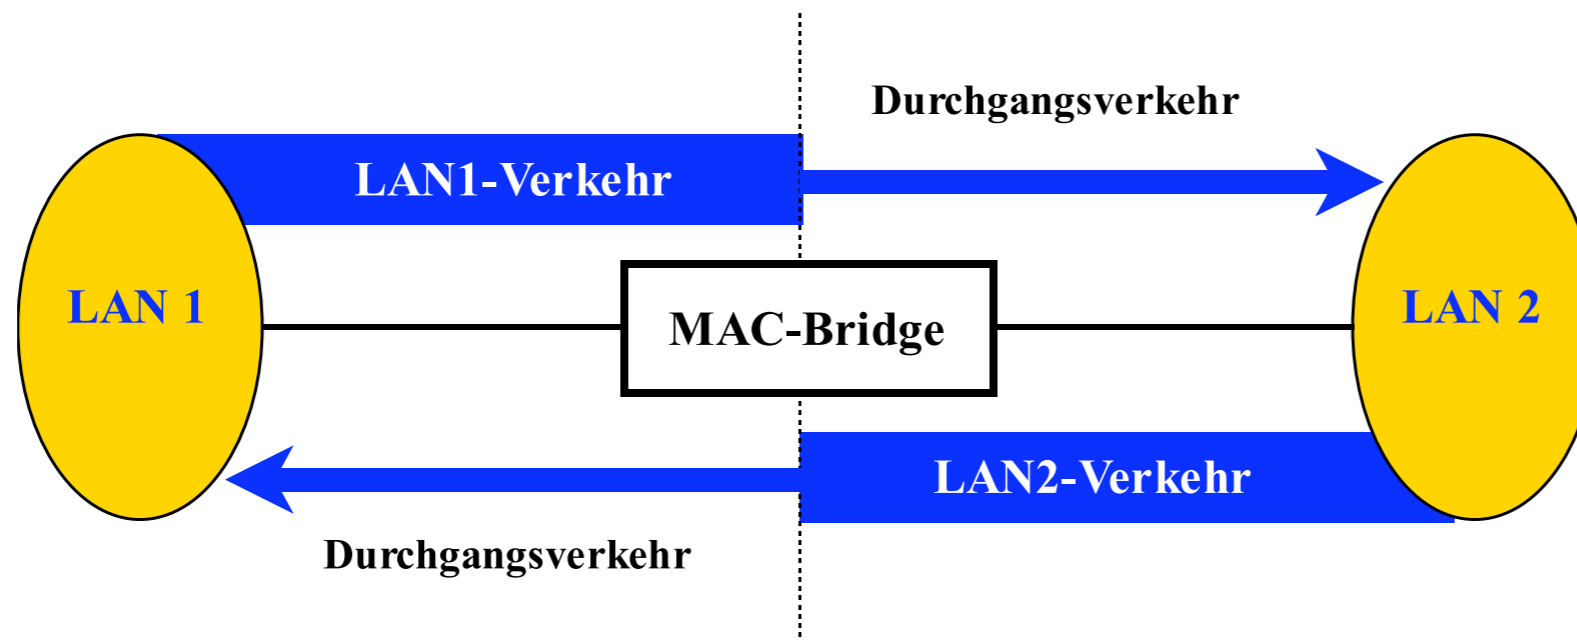 Durchgangsverkehr
LAN1-Verkehr
LAN 1
MAC-Bridge
LAN 2
LAN2-Verkehr
Durchgangsverkehr